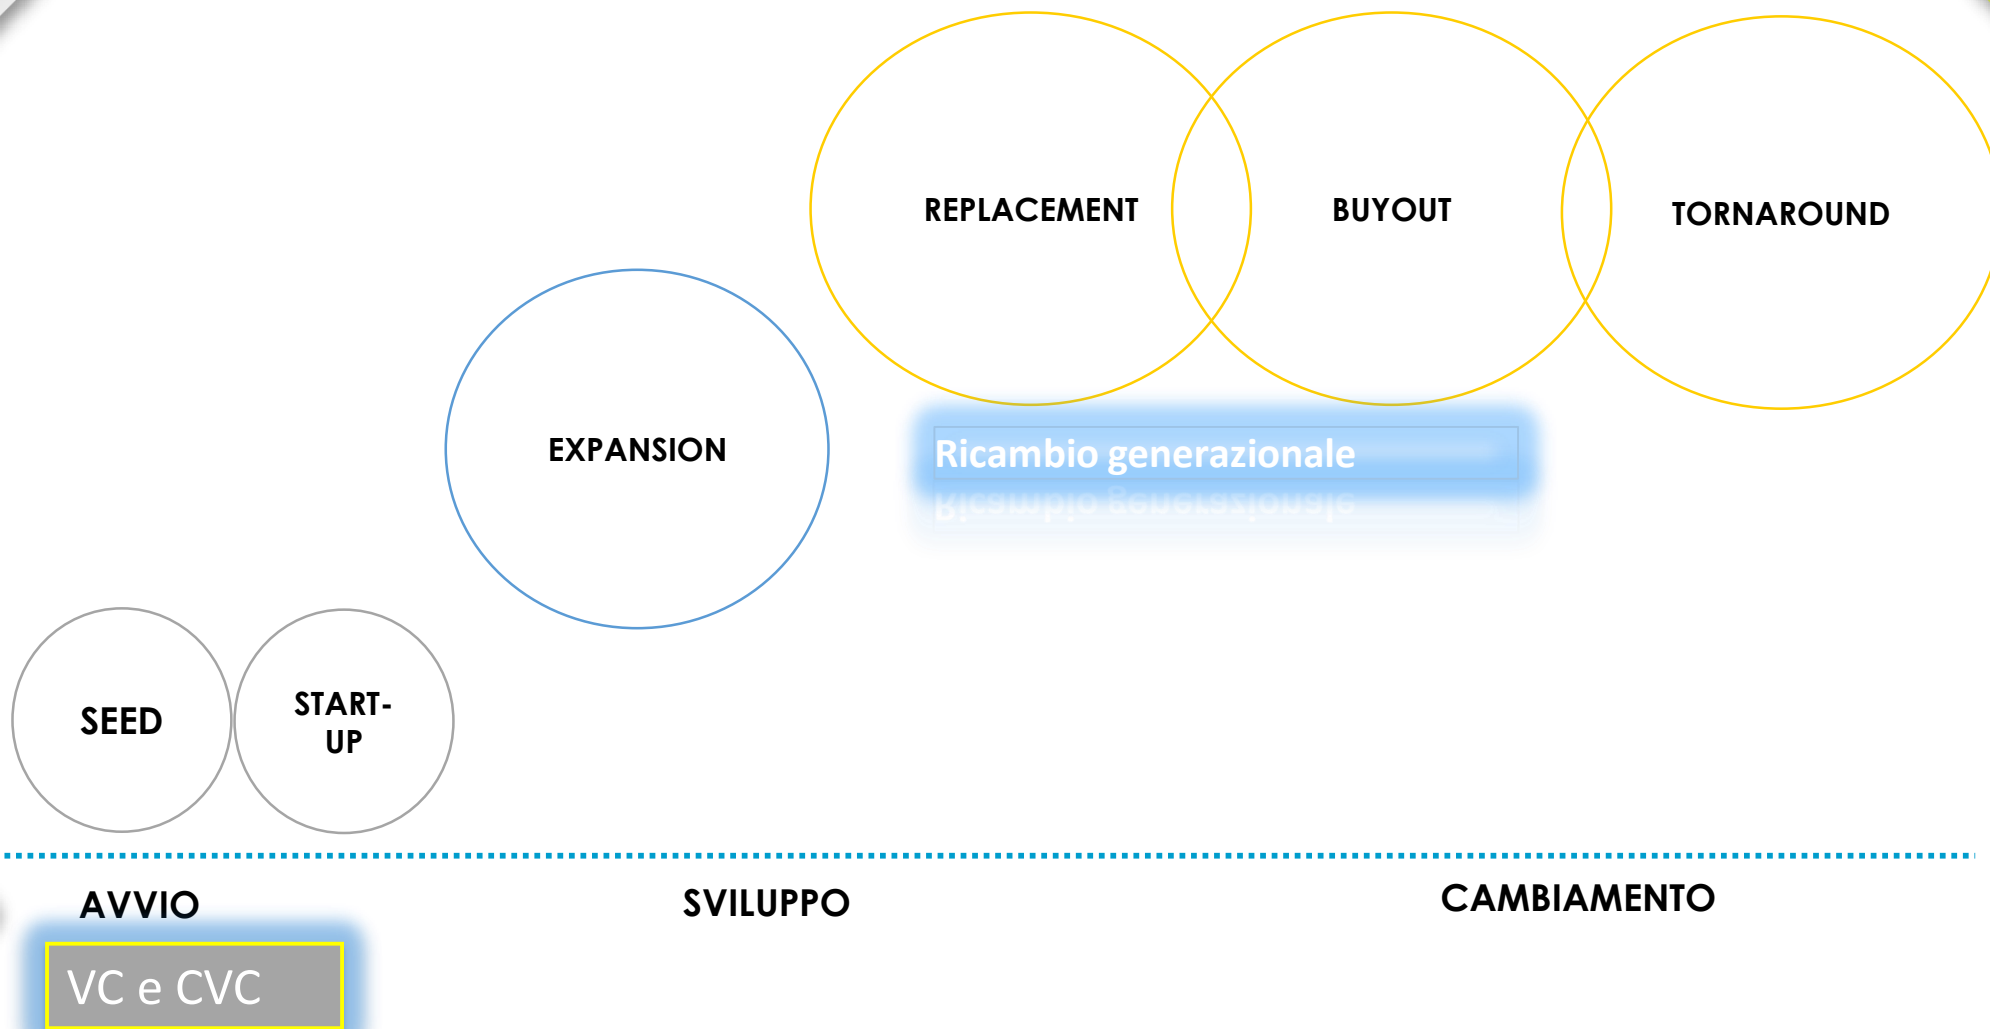 REPLACEMENT
BUYOUT
TORNAROUND
EXPANSION
Ricambio generazionale
SEED
START-
UP
AVVIO
SVILUPPO
CAMBIAMENTO
VC e CVC